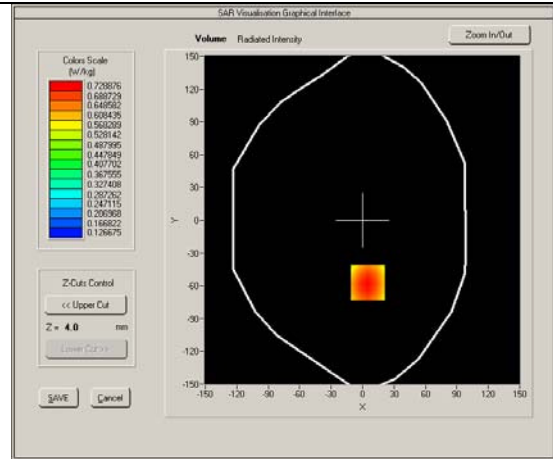 SAR Visualisation Graphical Interface
Volume Radiated Intensity
Zoom In/Out
Colors Scale
(W/kg)
0.728876
0.688729
0.648582
0.608435
0.568289
0.528142
0.487995
0.447849
0.407702
0.367555
0.327408
0.287262
0.247115
0.206968
0.166822
0.126675
Z-Cuts Control
<< Upper Cut
Z = 4.0 mm
SAVE
Cancel
150
120
90
60
30
0
-30
-60
-90
-120
-150
Y
-150 -120 -90 -60 -30 0 30 60 90 120 150
X